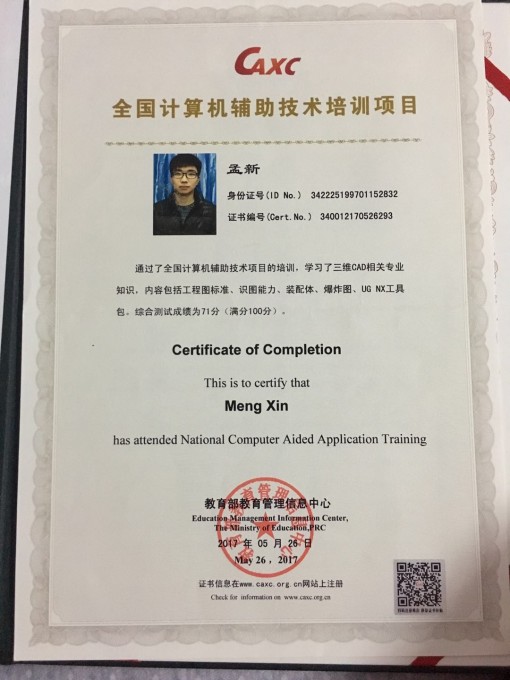 CAXC
全国计算机辅助技术培训项目
孟新
身份证号(ID No.) 342225199701152832
证书编号(Cert.No.) 340012170526293
通过了全国计算机辅助技术项目的培训，学习了三维CAD相关专业
知识，内容包括工程图标准、识图能力、装配体、爆炸图、UG NX工具
包。综合测试成绩为71分（满分100分）。
Certificate of Completion
This is to certify that
Meng Xin
has attended National Computer Aided Application Training
教育部教育管理信息中心
Education Management Information Center,
The Ministry of Education,PRC
2017 年 05 月 26 日
May 26 , 2017
证书信息在www.caxc.org.cn网站上注册
Check for information on www.caxc.org.cn